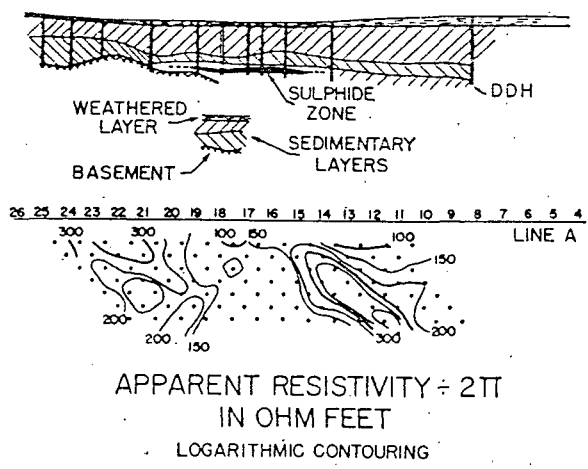 DDH
SULPHIDE
ZONE
WEATHERED
LAYER
SEDIMENTARY
LAYERS
BASEMENT
26 25 24 23 22 21 20 19 18 17 16 15 14 13 12 11 10 9 8 7 6 5 4
LINE A
300 300 100 150 100
150
200 200 150 300 200
APPARENT RESISTIVITY ÷ 2π
IN OHM FEET
LOGARITHMIC CONTOURING